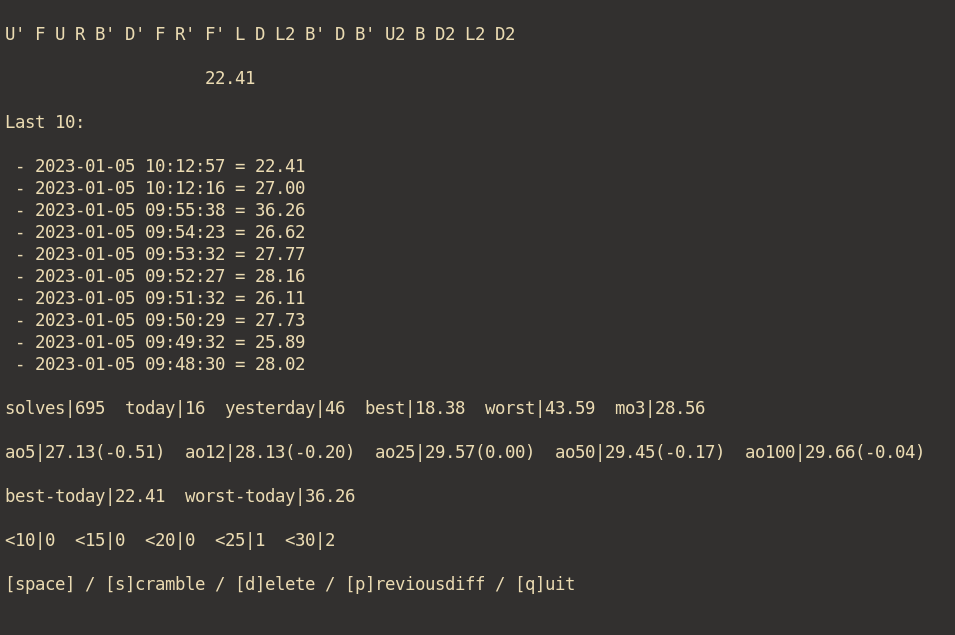 U' F U R B' D' F R' F' L D L2 B' D B' U2 B D2 L2 D2
22.41
Last 10:
- 2023-01-05 10:12:57 = 22.41
- 2023-01-05 10:12:16 = 27.00
- 2023-01-05 09:55:38 = 36.26
- 2023-01-05 09:54:23 = 26.62
- 2023-01-05 09:53:32 = 27.77
- 2023-01-05 09:52:27 = 28.16
- 2023-01-05 09:51:32 = 26.11
- 2023-01-05 09:50:29 = 27.73
- 2023-01-05 09:49:32 = 25.89
- 2023-01-05 09:48:30 = 28.02
solves|695  today|16  yesterday|46  best|18.38  worst|43.59  mo3|28.56
ao5|27.13(-0.51)  ao12|28.13(-0.20)  ao25|29.57(0.00)  ao50|29.45(-0.17)  ao100|29.66(-0.04)
best-today|22.41  worst-today|36.26
<10|0  <15|0  <20|0  <25|1  <30|2
[space] / [s]cramble / [d]elete / [p]reviousdiff / [q]uit